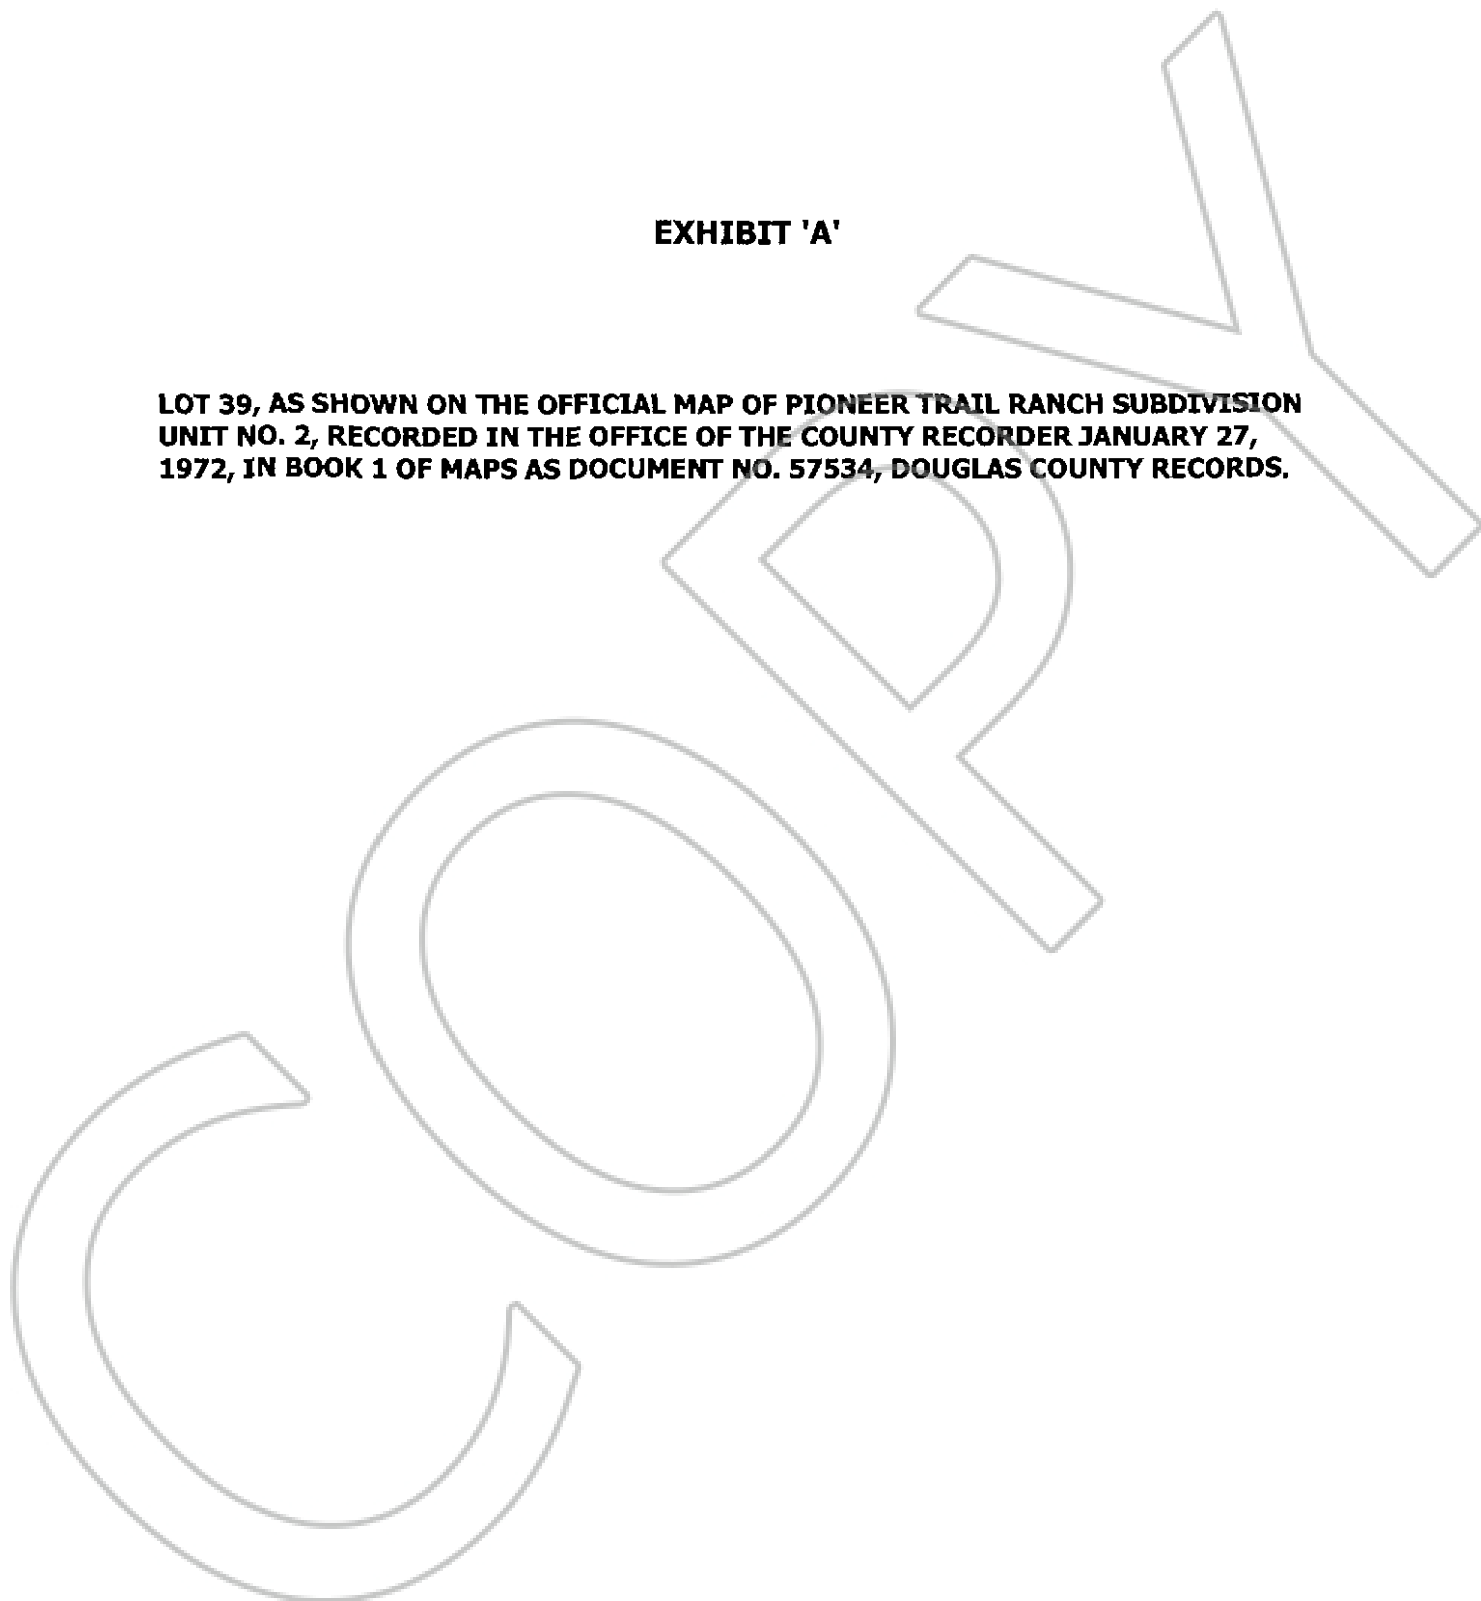 EXHIBIT 'A'
LOT 39, AS SHOWN ON THE OFFICIAL MAP OF PIONEER TRAIL RANCH SUBDIVISION
UNIT NO. 2, RECORDED IN THE OFFICE OF THE COUNTY RECORDER JANUARY 27,
1972, IN BOOK 1 OF MAPS AS DOCUMENT NO. 57534, DOUGLAS COUNTY RECORDS.
COPY